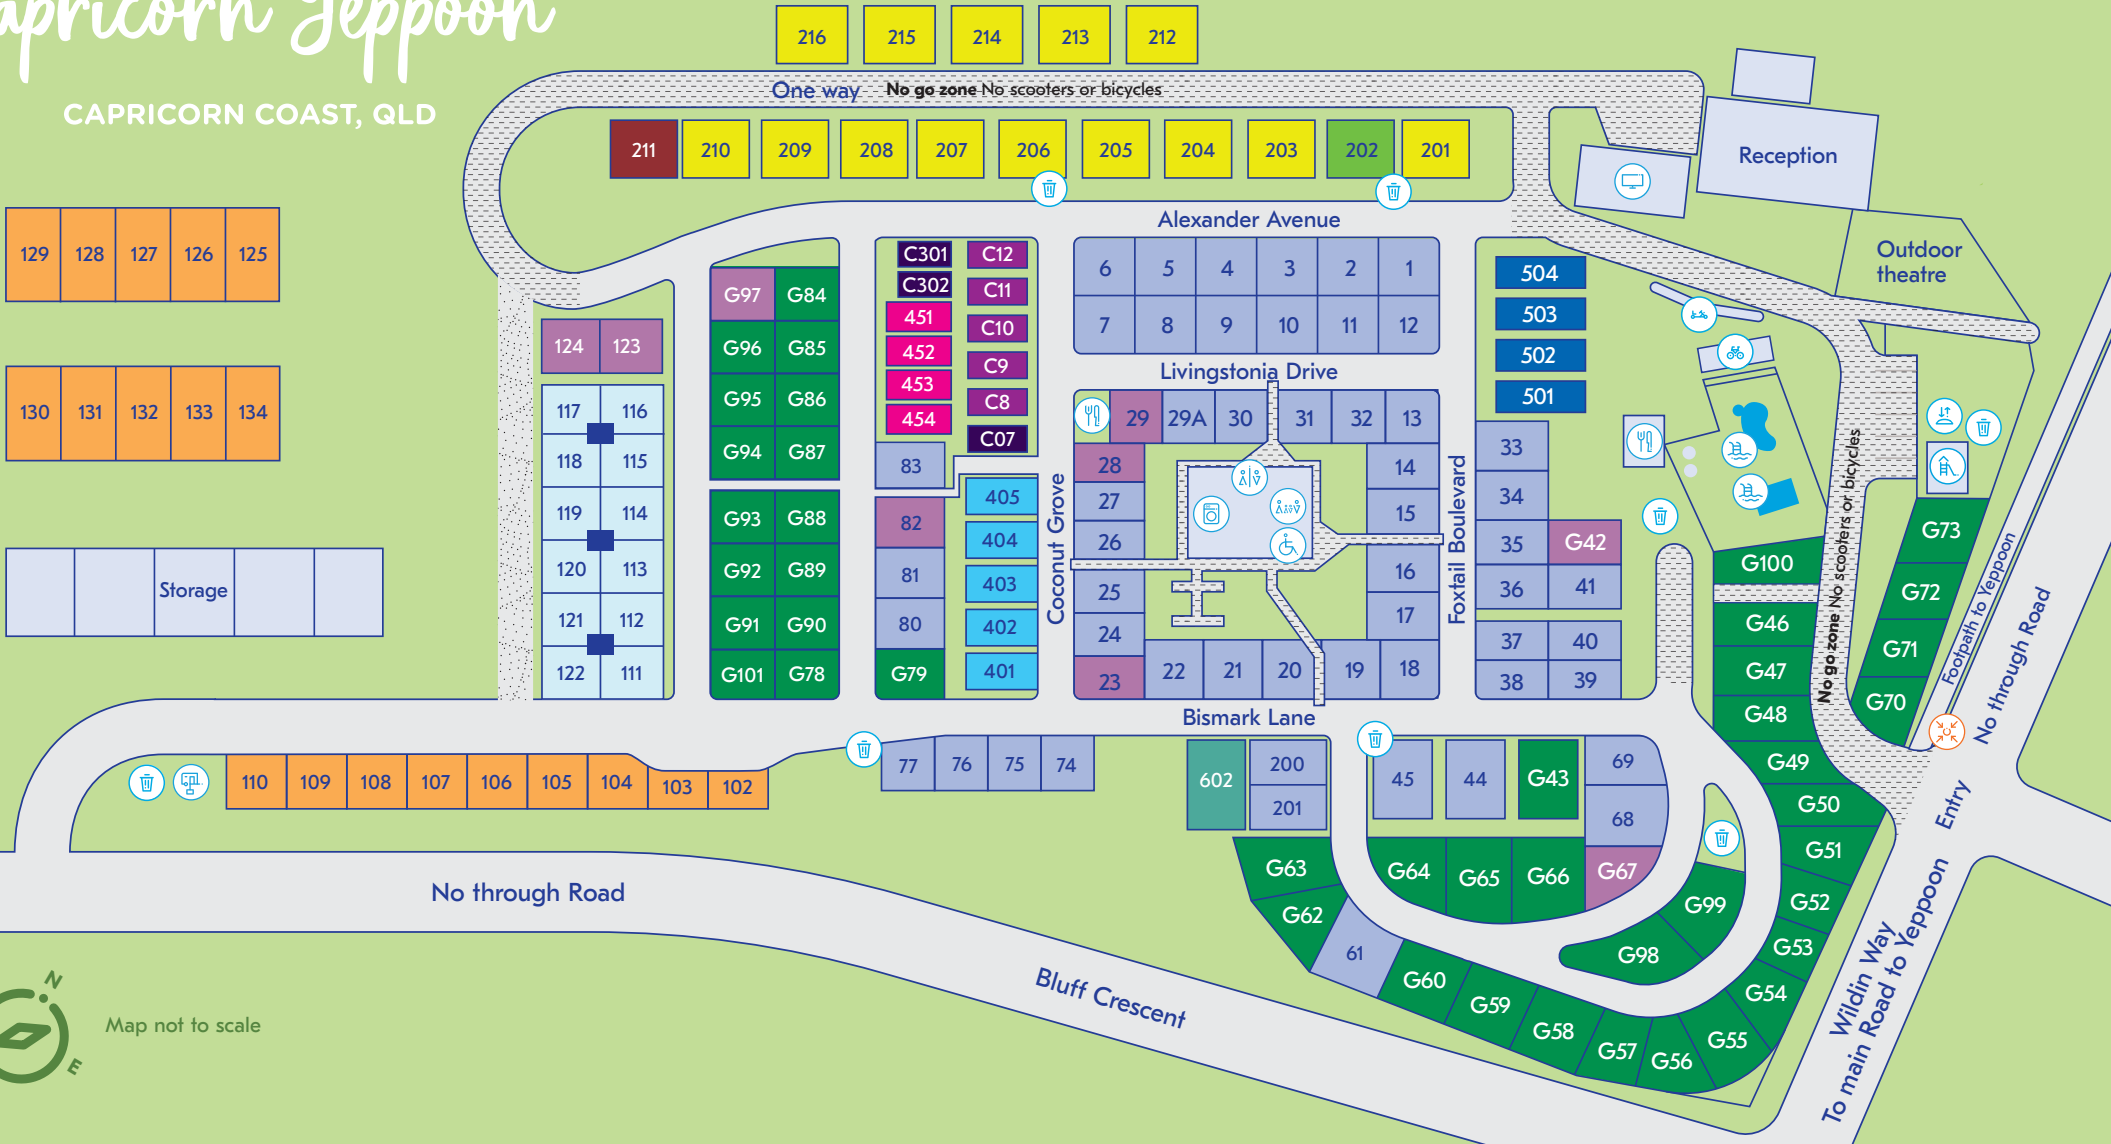 apricorn Yeppoon
CAPRICORN COAST, QLD
216 215 214 213 212
One way No go zone No scooters or bicycles
211 210 209 208 207 206 205 204 203 202 201
Reception
Alexander Avenue
Outdoor
theatre
129 128 127 126 125
130 131 132 133 134
Storage
124 123
117 116
118 115
119 114
120 113
121 112
122 111
G97 G84
G96 G85
G95 G86
G94 G87
G93 G88
G92 G89
G91 G90
G101 G78
C301 C12
C302 C11
451 C10
452 C9
453 C8
454 C07
83
82 405
404
81 403
80 402
G79 401
Coconut Grove
6 5 4 3 2 1
7 8 9 10 11 12
Livingstonia Drive
29 29A 30 31 32 13
28 14
27 15
26
25 16
24 17
23 22 21 20 19 18
Foxtail Boulevard
504
503
502
501
33
34
35 G42
36 41
37 40
38 39
G100
G46
G47
G48
G49
G50
G51
G52
G53
G54
G55
G56
G57
G58
G59
G60
61
G62
G63
No go zone No scooters or bicycles
G73
G72
G71
G70
Footpath to Yeppoon
No through Road
Bismark Lane
110 109 108 107 106 105 104 103 102
77 76 75 74
602 200
201
45 44 G43 69
68
G64 G65 G66 G67
G99
G98
Entry
Wildin Way
To main Road to Yeppoon
No through Road
Bluff Crescent
N
E
Map not to scale